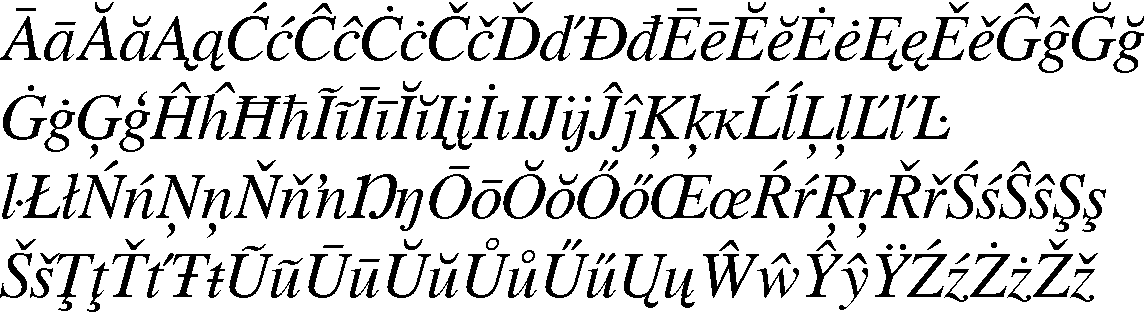 ĀāĂăĄąĆćĈĉĊċČčĎďĐđĒēĔĕĖėĘęĚěĜĝĞğ
ĠġĢģĤĥĦħĨĩĪīĬĭĮįİıĲĳĴĵĶķĸĹĺĻļĽľĿ
ŀŁłŃńŅņŇňŉŊŋŌōŎŏŐőŒœŔŕŖŗŘřŚśŜŝŞş
ŠšŢţŤťŦŧŨũŪūŬŭŮůŰűŲųŴŵŶŷŸŹźŻżŽž